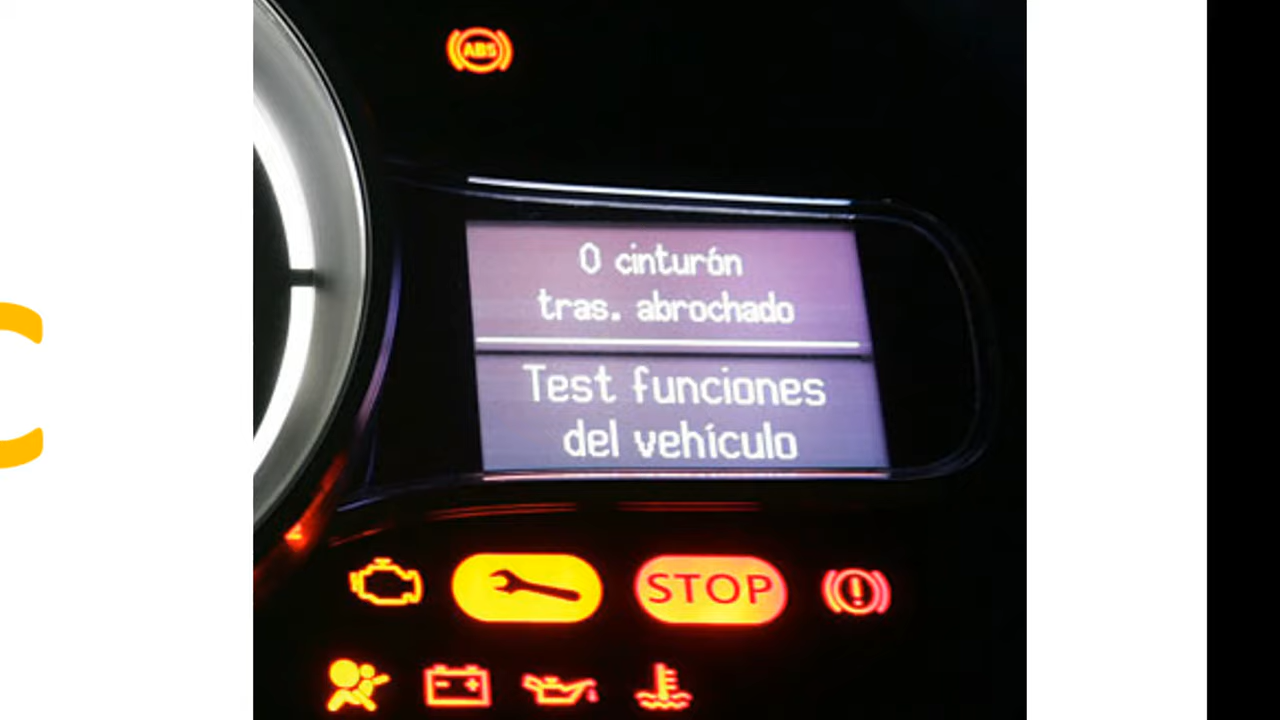 ABS
0 cinturón
tras. abrochado
Test funciones
del vehículo
STOP